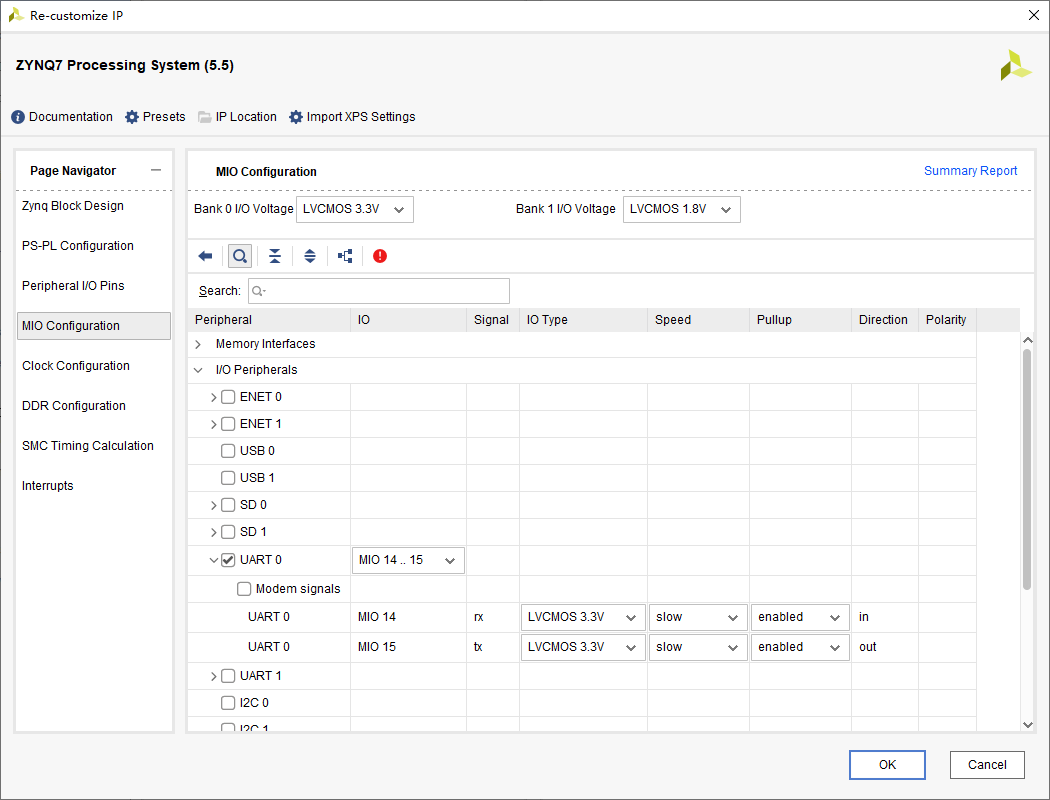 Re-customize IP
ZYNQ7 Processing System (5.5)
Documentation Presets IP Location Import XPS Settings
Page Navigator
Zynq Block Design
PS-PL Configuration
Peripheral I/O Pins
MIO Configuration
Clock Configuration
DDR Configuration
SMC Timing Calculation
Interrupts
MIO Configuration Summary Report
Bank 0 I/O Voltage LVCMOS 3.3V Bank 1 I/O Voltage LVCMOS 1.8V
Search:
Peripheral IO Signal IO Type Speed Pullup Direction Polarity
Memory Interfaces
I/O Peripherals
ENET 0
ENET 1
USB 0
USB 1
SD 0
SD 1
UART 0 MIO 14 .. 15
Modem signals
UART 0 MIO 14 rx LVCMOS 3.3V slow enabled in
UART 0 MIO 15 tx LVCMOS 3.3V slow enabled out
UART 1
I2C 0
I2C 1
OK Cancel